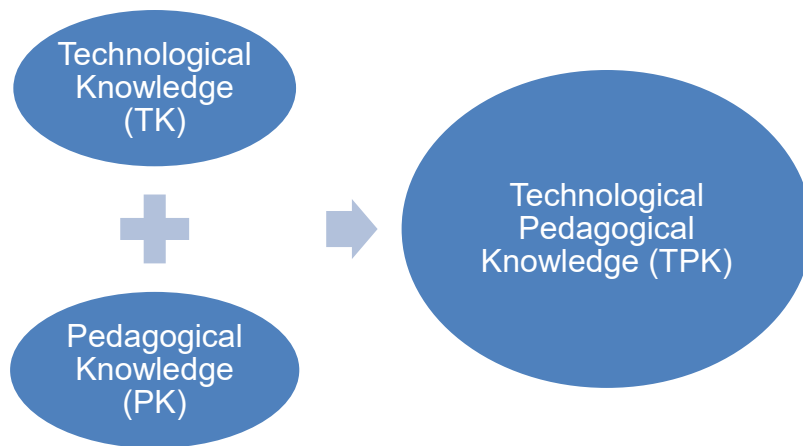 Technological
Knowledge
(TK)
Pedagogical
Knowledge
(PK)
Technological
Pedagogical
Knowledge (TPK)